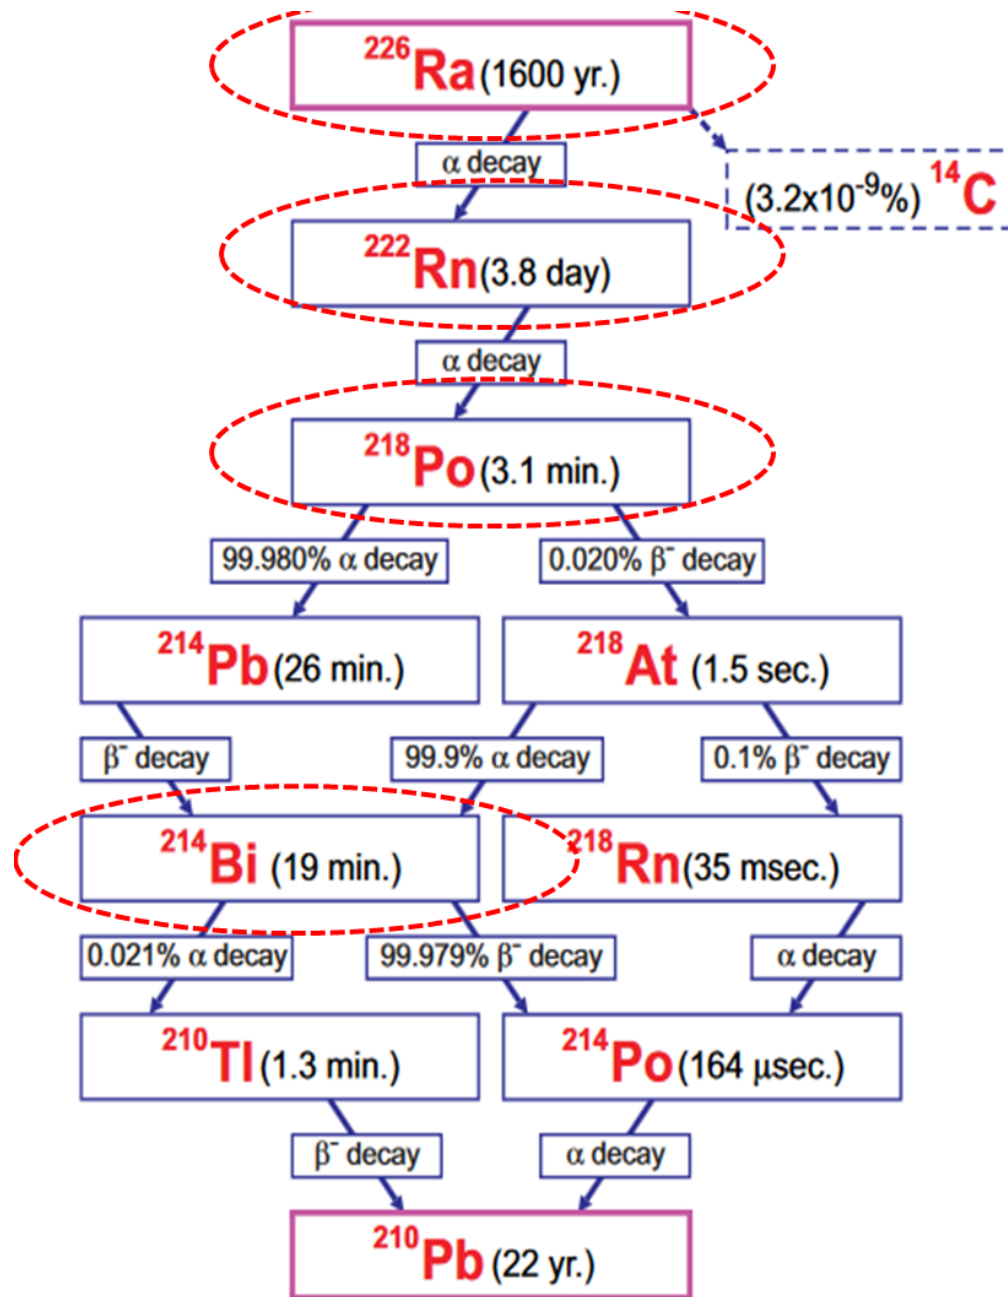 ²²⁶Ra (1600 yr.)
α decay
(3.2x10⁻⁹%) ¹⁴C
²²²Rn (3.8 day)
α decay
²¹⁸Po (3.1 min.)
99.980% α decay
0.020% β⁻ decay
²¹⁴Pb (26 min.)
²¹⁸At (1.5 sec.)
β⁻ decay
99.9% α decay
0.1% β⁻ decay
²¹⁴Bi (19 min.)
²¹⁸Rn (35 msec.)
0.021% α decay
99.979% β⁻ decay
α decay
²¹⁰Tl (1.3 min.)
²¹⁴Po (164 μsec.)
β⁻ decay
α decay
²¹⁰Pb (22 yr.)